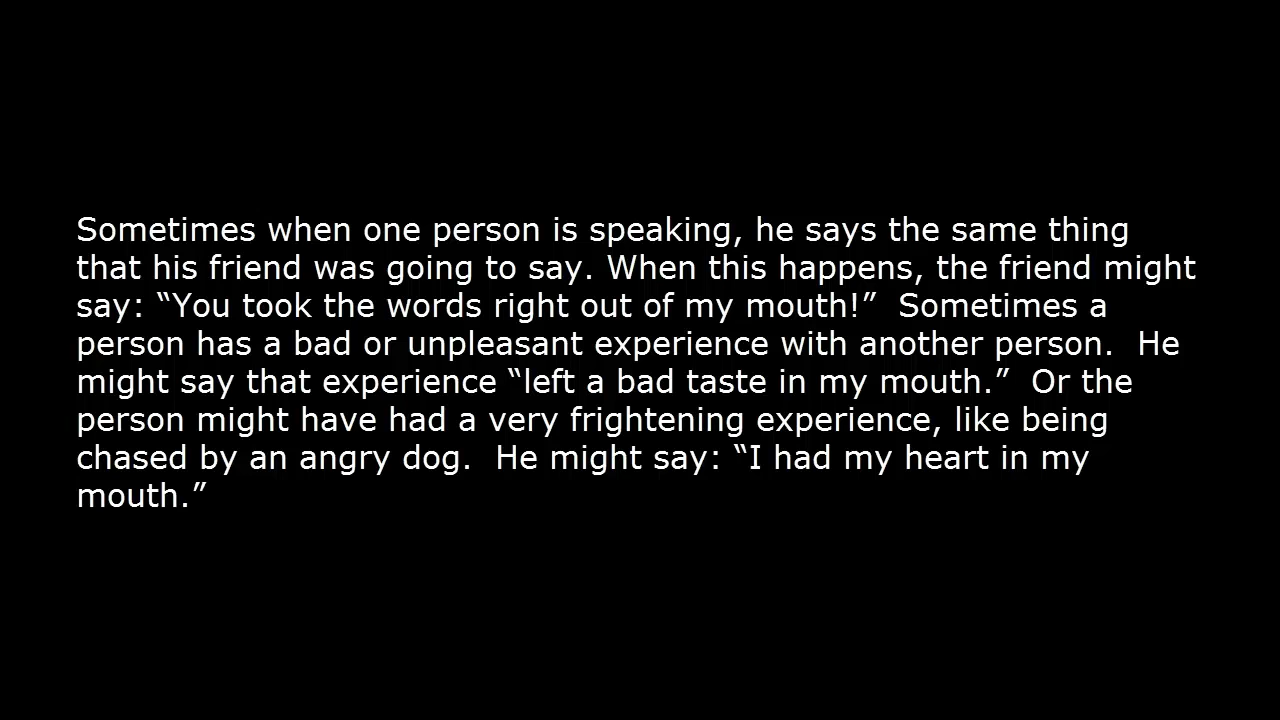 Sometimes when one person is speaking, he says the same thing
that his friend was going to say. When this happens, the friend might
say: “You took the words right out of my mouth!”  Sometimes a
person has a bad or unpleasant experience with another person.  He
might say that experience “left a bad taste in my mouth.”  Or the
person might have had a very frightening experience, like being
chased by an angry dog.  He might say: “I had my heart in my
mouth.”